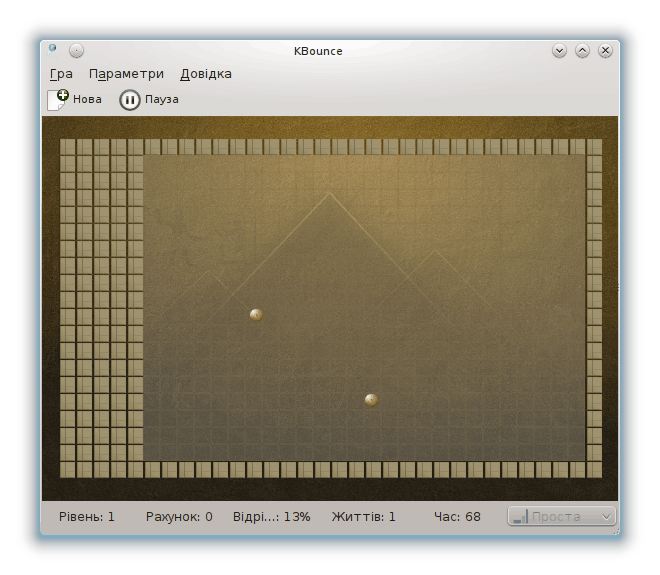 KBounce
Гра Параметри Довідка
Нова Пауза
Рівень: 1 Рахунок: 0 Відрі...: 13% Життів: 1 Час: 68 Проста